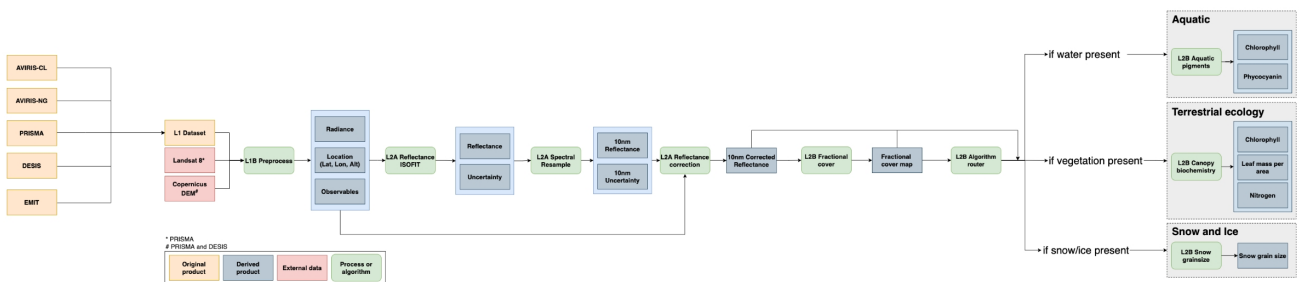 AVIRIS-CL
AVIRIS-NG
PRISMA
DESIS
EMIT
L1 Dataset
Landsat 8*
Copernicus
DEM#
L1B Preprocess
Radiance
Location
(Lat, Lon, Alt)
Observables
L2A Reflectance
ISOFIT
Reflectance
Uncertainty
L2A Spectral
Resample
10nm
Reflectance
10nm
Uncertainty
L2A Reflectance
correction
10nm Corrected
Reflectance
L2B Fractional
cover
Fractional
cover map
L2B Algorithm
router
if water present
if vegetation present
if snow/ice present
Aquatic
L2B Aquatic
pigments
Chlorophyll
Phycocyanin
Terrestrial ecology
L2B Canopy
biochemistry
Chlorophyll
Leaf mass per
area
Nitrogen
Snow and Ice
L2B Snow
grainsize
Snow grain size
* PRISMA
# PRISMA and DESIS
Original
product
Derived
product
External data
Process or
algorithm